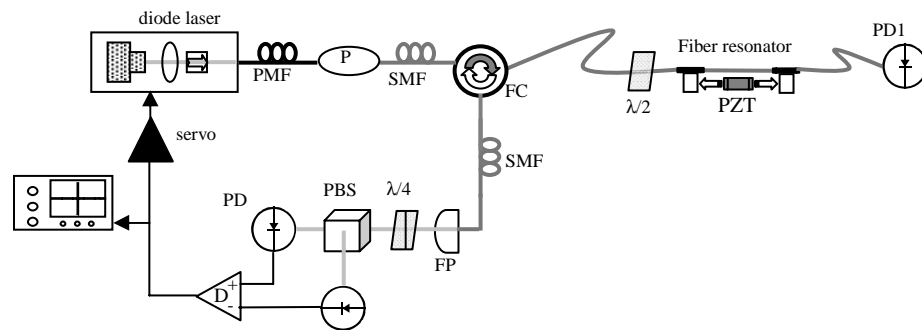 diode laser
PD1
Fiber resonator
P
PMF
SMF
FC
λ/2
PZT
servo
SMF
PD
PBS
λ/4
FP
D
+
-